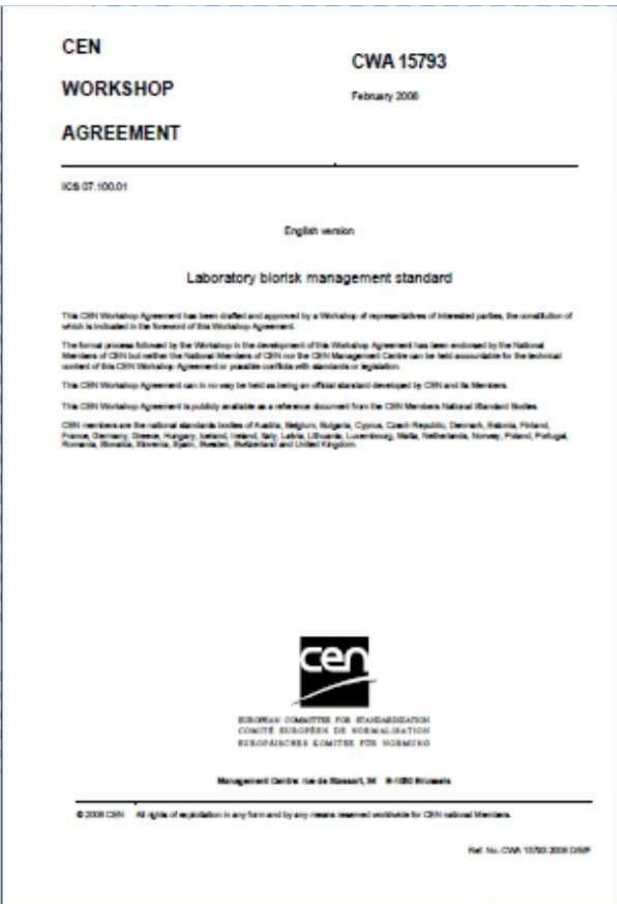 CEN
CWA 15793
WORKSHOP
February 2008
AGREEMENT
ICS 07.100.01
English version
Laboratory biorisk management standard
This CEN Workshop Agreement has been drafted and approved by a Workshop of representatives of interested parties, the constitution of
which is indicated in the foreword of this Workshop Agreement.
The formal process followed by the Workshop in the development of this Workshop Agreement has been endorsed by the National
Members of CEN but neither the National Members of CEN nor the CEN Management Centre can be held accountable for the technical
content of this CEN Workshop Agreement or possible conflicts with standards or legislation.
This CEN Workshop Agreement can in no way be held as being an official standard developed by CEN and its Members.
This CEN Workshop Agreement is publicly available as a reference document from the CEN Members National Standard Bodies.
CEN members are the national standards bodies of Austria, Belgium, Bulgaria, Cyprus, Czech Republic, Denmark, Estonia, Finland,
France, Germany, Greece, Hungary, Iceland, Ireland, Italy, Latvia, Lithuania, Luxembourg, Malta, Netherlands, Norway, Poland, Portugal,
Romania, Slovakia, Slovenia, Spain, Sweden, Switzerland and United Kingdom.
cen
EUROPEAN COMMITTEE FOR STANDARDIZATION
COMITÉ EUROPÉEN DE NORMALISATION
EUROPÄISCHES KOMITEE FÜR NORMUNG
Management Centre: rue de Stassart, 36 B-1050 Brussels
© 2008 CEN All rights of exploitation in any form and by any means reserved worldwide for CEN national Members.
Ref. No. CWA 15793:2008 D/E/F